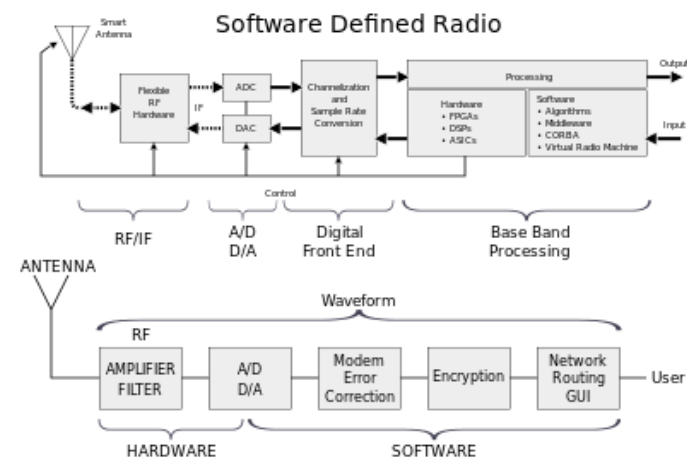 Software Defined Radio
Smart
Antenna
Flexible
RF
Hardware
IF
ADC
DAC
Channelization
and
Sample Rate
Conversion
Processing
Hardware
• FPGAs
• DSPs
• ASICs
Software
• Algorithms
• Middleware
• CORBA
• Virtual Radio Machine
Output
Input
Control
RF/IF
A/D
D/A
Digital
Front End
Base Band
Processing
ANTENNA
Waveform
RF
AMPLIFIER
FILTER
A/D
D/A
Modem
Error
Correction
Encryption
Network
Routing
GUI
User
HARDWARE
SOFTWARE